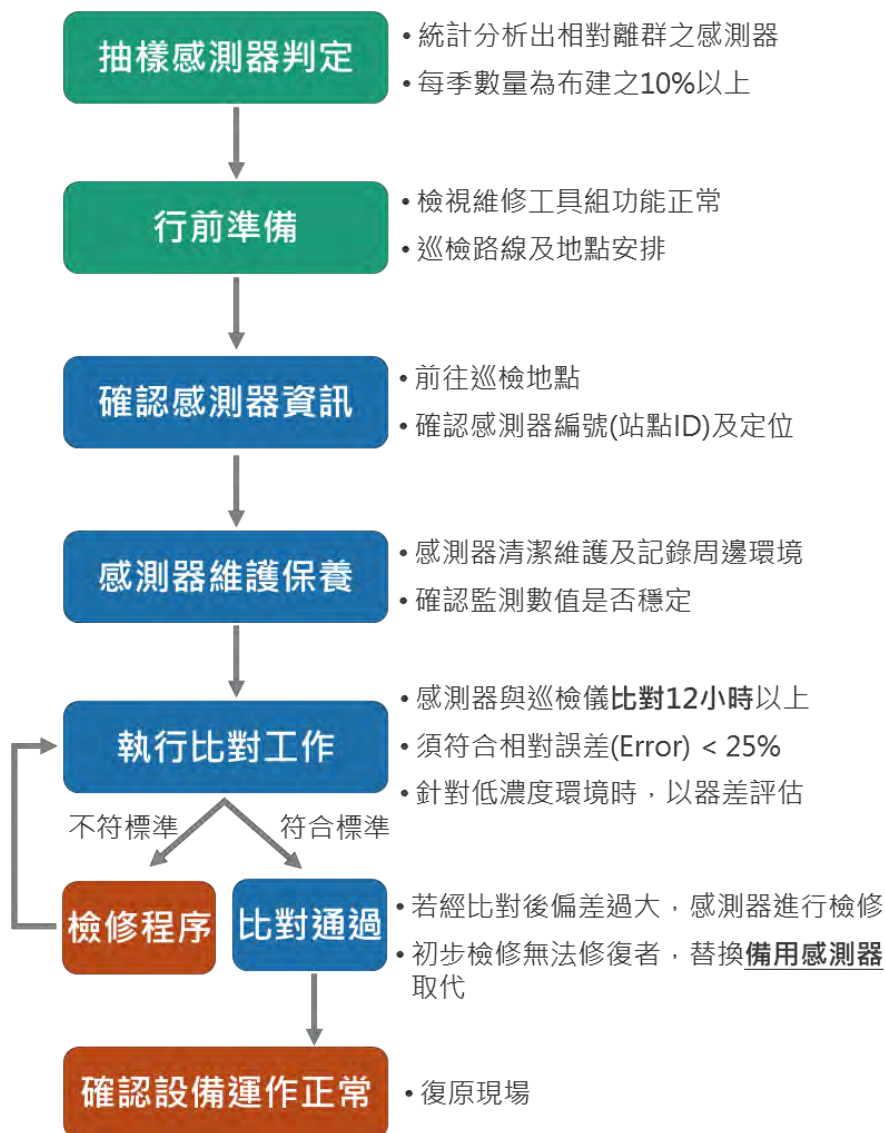 抽樣感測器判定
• 統計分析出相對離群之感測器
• 每季數量為布建之10%以上
行前準備
• 檢視維修工具組功能正常
• 巡檢路線及地點安排
確認感測器資訊
• 前往巡檢地點
• 確認感測器編號(站點ID)及定位
感測器維護保養
• 感測器清潔維護及記錄周邊環境
• 確認監測數值是否穩定
執行比對工作
• 感測器與巡檢儀比對12小時以上
• 須符合相對誤差(Error) < 25%
• 針對低濃度環境時，以器差評估
不符標準
符合標準
檢修程序
比對通過
• 若經比對後偏差過大，感測器進行檢修
• 初步檢修無法修復者，替換備用感測器
取代
確認設備運作正常
• 復原現場